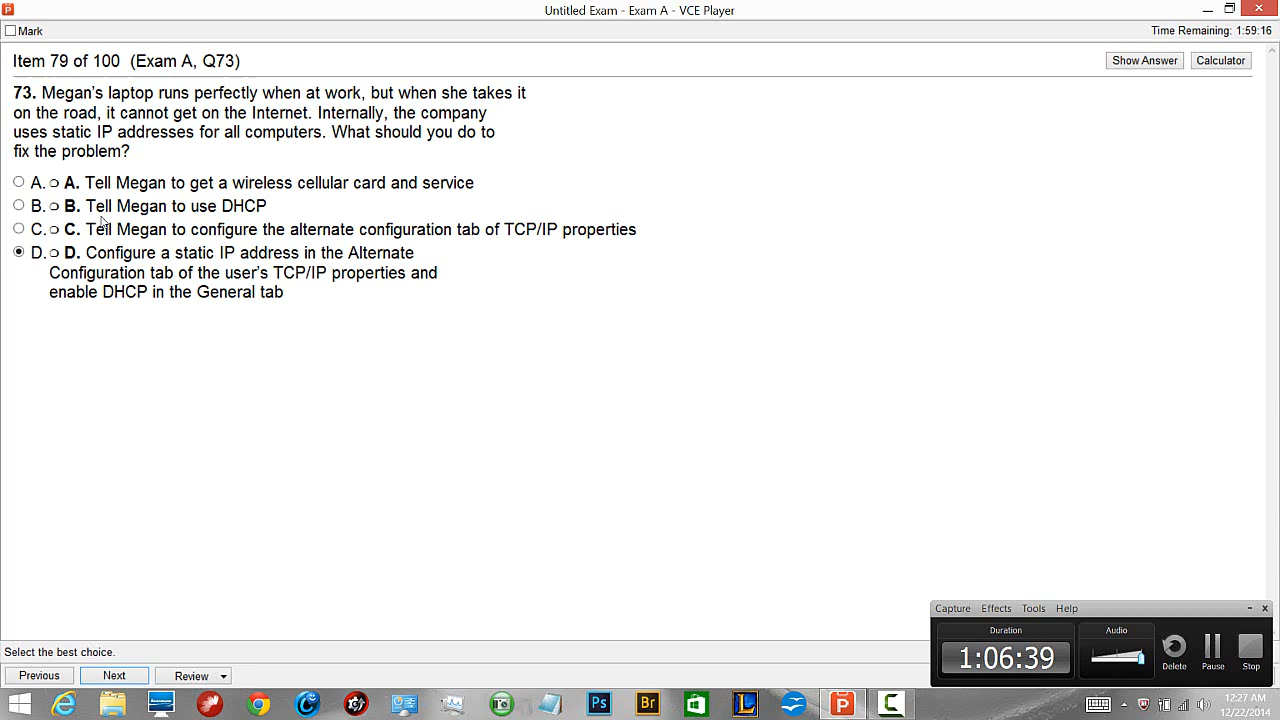 Untitled Exam - Exam A - VCE Player
Mark
Time Remaining: 1:59:16
Item 79 of 100 (Exam A, Q73)
Show Answer
Calculator
73. Megan's laptop runs perfectly when at work, but when she takes it
on the road, it cannot get on the Internet. Internally, the company
uses static IP addresses for all computers. What should you do to
fix the problem?
A. A. Tell Megan to get a wireless cellular card and service
B. B. Tell Megan to use DHCP
C. C. Tell Megan to configure the alternate configuration tab of TCP/IP properties
D. D. Configure a static IP address in the Alternate
Configuration tab of the user's TCP/IP properties and
enable DHCP in the General tab
Capture Effects Tools Help
Duration
Audio
1:06:39
Delete
Pause
Stop
Select the best choice.
Previous
Next
Review
Ps
Br
12:27 AM
12/22/2014